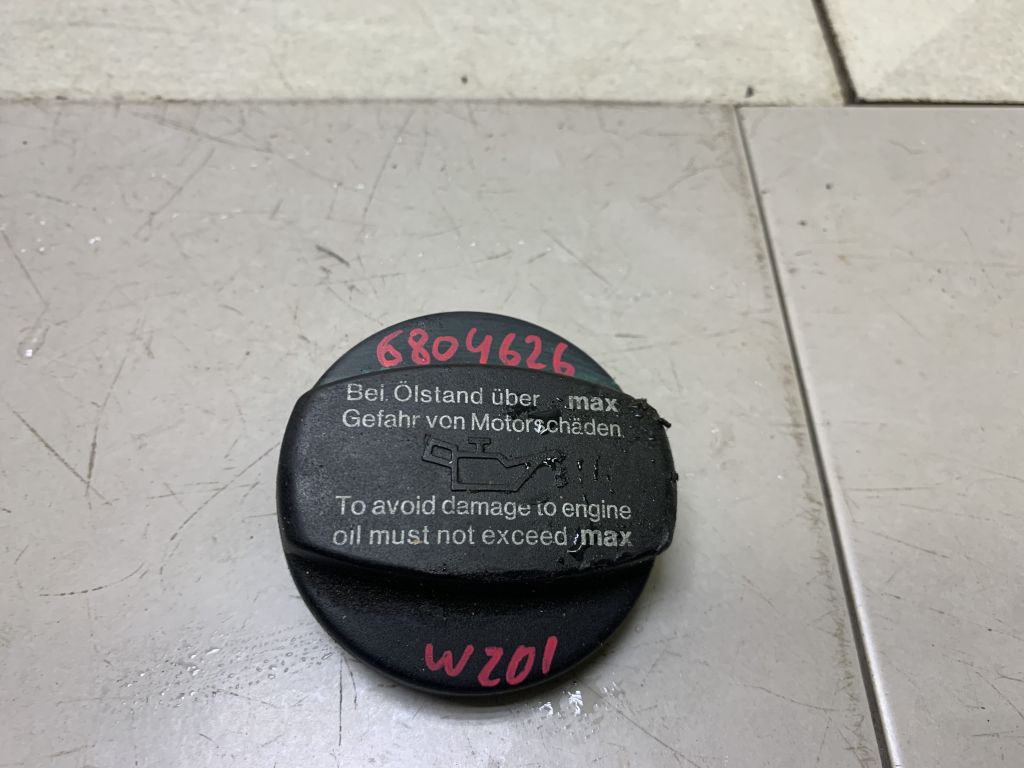 6804626
Bei Ölstand über max
Gefahr von Motorschäden
To avoid damage to engine
oil must not exceed max
W201